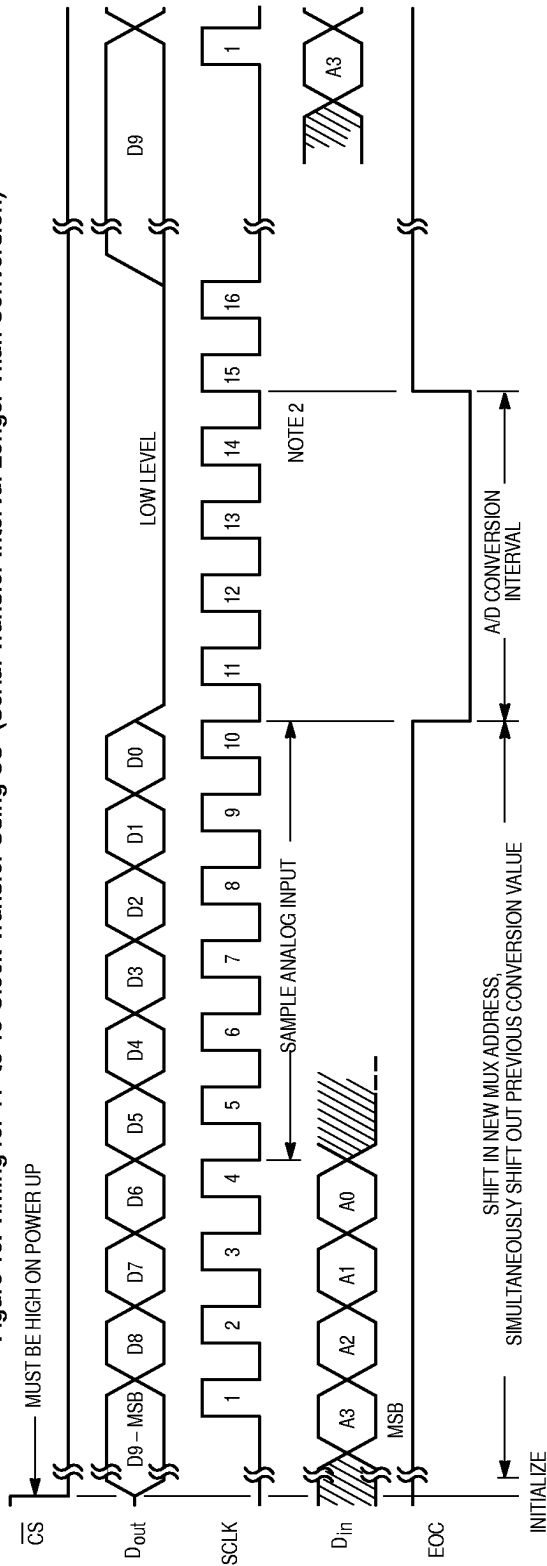 Timing for 11– to 16–Clock Transfer Using CS (Serial Transfer Interval Longer Than Conversion)
MUST BE HIGH ON POWER UP
CS
Dout
D9 – MSB D8 D7 D6 D5 D4 D3 D2 D1 D0 LOW LEVEL D9
SCLK
1 2 3 4 5 6 7 8 9 10 11 12 13 14 15 16 1
SAMPLE ANALOG INPUT
NOTE 2
Din
A3 A2 A1 A0 A3
MSB
EOC
SHIFT IN NEW MUX ADDRESS,
SIMULTANEOUSLY SHIFT OUT PREVIOUS CONVERSION VALUE
A/D CONVERSION
INTERVAL
INITIALIZE